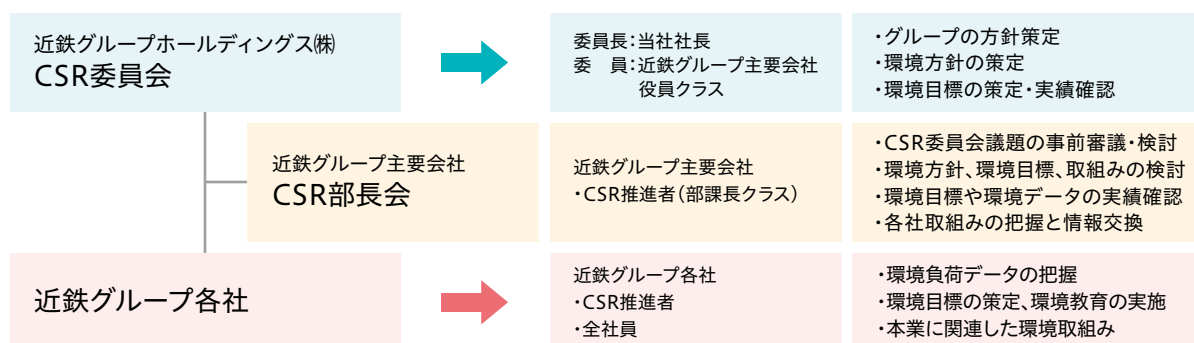 近鉄グループホールディングス㈱
CSR委員会
委員長：当社社長
委　員：近鉄グループ主要会社
役員クラス
・グループの方針策定
・環境方針の策定
・環境目標の策定・実績確認
近鉄グループ主要会社
CSR部長会
近鉄グループ主要会社
・CSR推進者（部課長クラス）
・CSR委員会議題の事前審議・検討
・環境方針、環境目標、取組みの検討
・環境目標や環境データの実績確認
・各社取組みの把握と情報交換
近鉄グループ各社
近鉄グループ各社
・CSR推進者
・全社員
・環境負荷データの把握
・環境目標の策定、環境教育の実施
・本業に関連した環境取組み